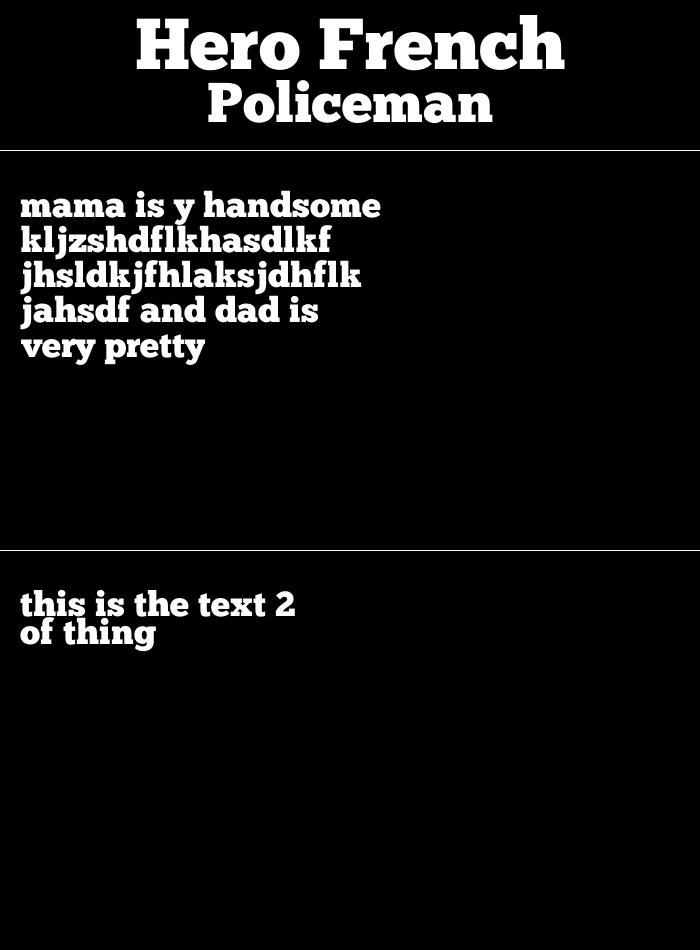 Hero French
Policeman
mama is y handsome
kljzshdflkhasdlkf
jhsldkjfhlaksjdhflk
jahsdf and dad is
very pretty
this is the text 2
of thing